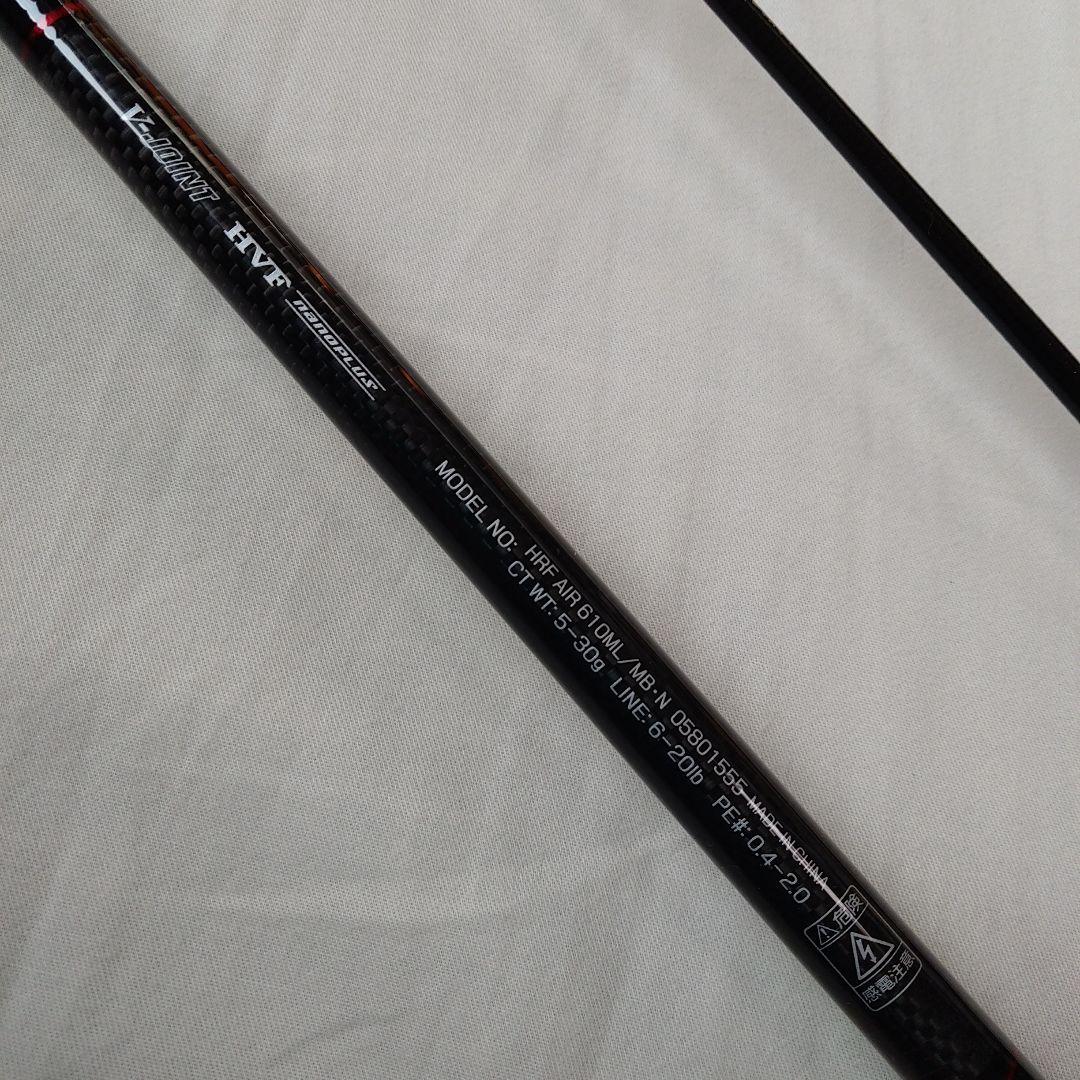 V-JOINT HVF nanoplus
MODEL NO: HRF AIR 610ML/MB·N 05801555 MADE IN CHINA
CT WT: 5-30g LINE: 6-20lb PE#: 0.4-2.0
危険
感電注意